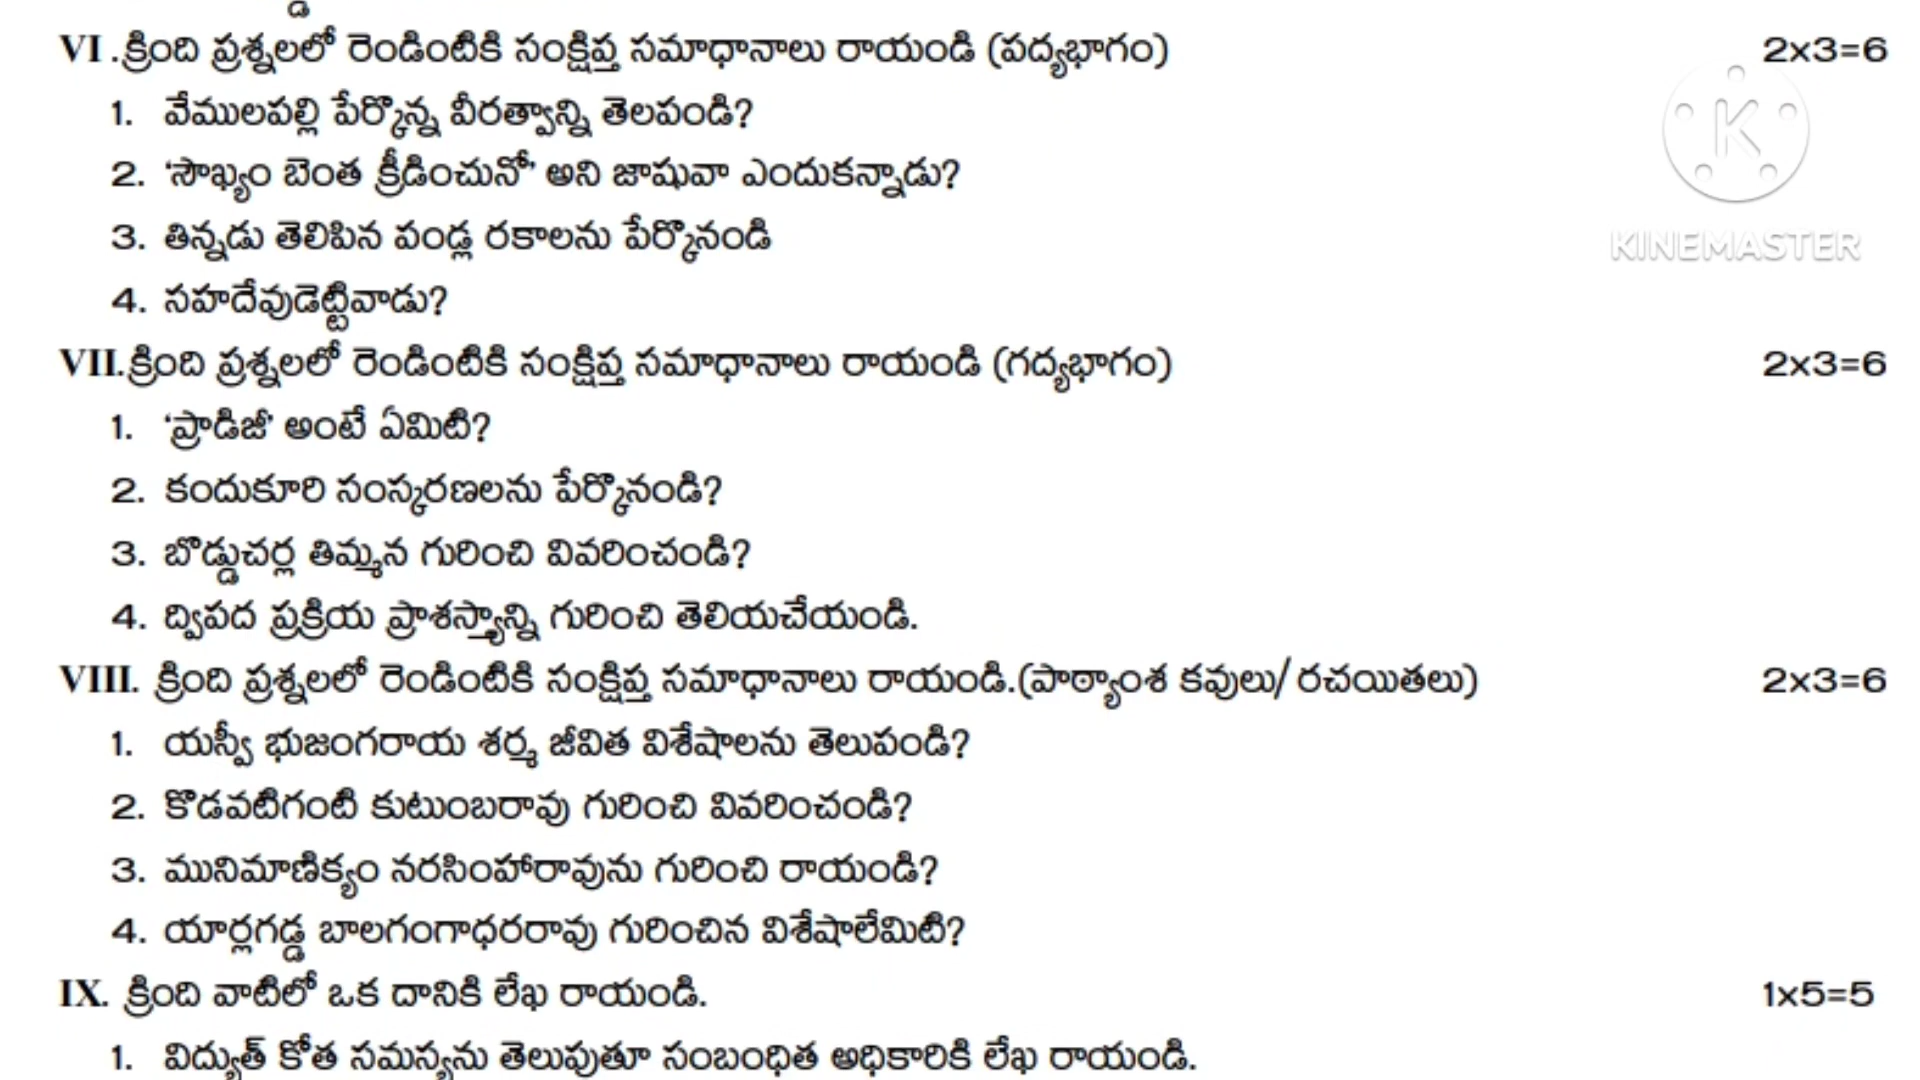 VI .క్రింది ప్రశ్నలలో రెండింటికి సంక్షిప్త సమాధానాలు రాయండి (పద్యభాగం) 2x3=6
1. వేములపల్లి పేర్కొన్న వీరత్వాన్ని తెలపండి?
2. ‘సౌఖ్యం బెంత క్రీడించునో’ అని జాషువా ఎందుకన్నాడు?
3. తిన్నడు తెలిపిన పండ్ల రకాలను పేర్కొనండి
4. సహదేవుడెట్టివాడు?
KINEMASTER
VII.క్రింది ప్రశ్నలలో రెండింటికి సంక్షిప్త సమాధానాలు రాయండి (గద్యభాగం) 2x3=6
1. ‘ప్రాడిజీ’ అంటే ఏమిటి?
2. కందుకూరి సంస్కరణలను పేర్కొనండి?
3. బొడ్డుచర్ల తిమ్మన గురించి వివరించండి?
4. ద్విపద ప్రక్రియ ప్రాశస్త్యాన్ని గురించి తెలియచేయండి.
VIII. క్రింది ప్రశ్నలలో రెండింటికి సంక్షిప్త సమాధానాలు రాయండి.(పాఠ్యాంశ కవులు/ రచయితలు) 2x3=6
1. యస్వీ భుజంగరాయ శర్మ జీవిత విశేషాలను తెలుపండి?
2. కొడవటిగంటి కుటుంబరావు గురించి వివరించండి?
3. మునిమాణిక్యం నరసింహారావును గురించి రాయండి?
4. యార్లగడ్డ బాలగంగాధరరావు గురించిన విశేషాలేమిటి?
IX. క్రింది వాటిలో ఒక దానికి లేఖ రాయండి. 1x5=5
1. విద్యుత్ కోత సమస్యను తెలుపుతూ సంబంధిత అధికారికి లేఖ రాయండి.